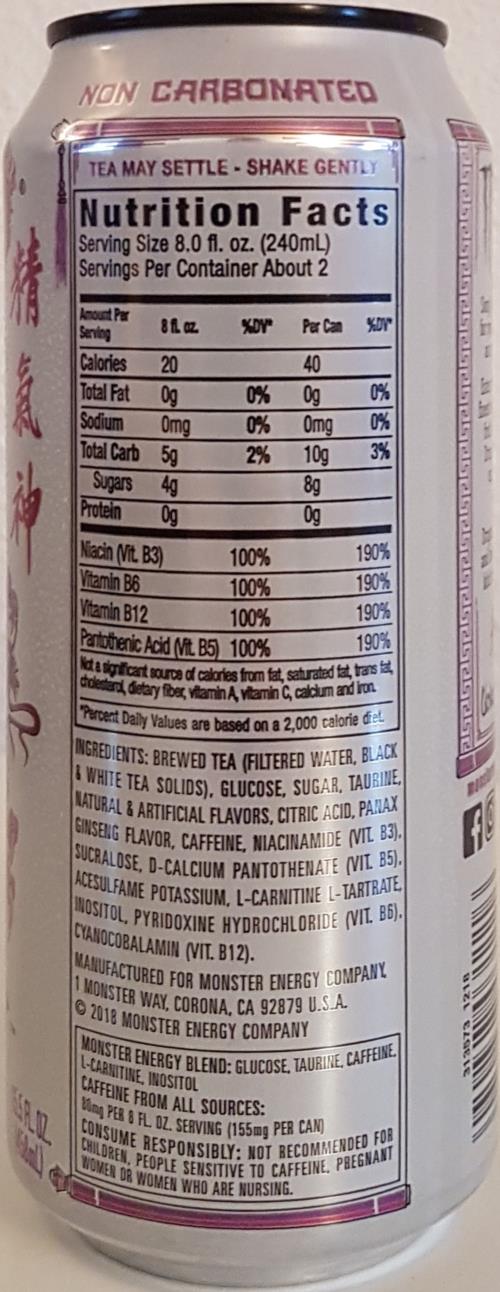 NON CARBONATED
TEA MAY SETTLE - SHAKE GENTLY
Nutrition Facts
Serving Size 8.0 fl. oz. (240mL)
Servings Per Container About 2
Amount Per Serving 8 fl. oz. %DV* Per Can %DV*
Calories 20 40
Total Fat 0g 0% 0g 0%
Sodium 0mg 0% 0mg 0%
Total Carb 5g 2% 10g 3%
Sugars 4g 8g
Protein 0g 0g
Niacin (Vit. B3) 100% 190%
Vitamin B6 100% 190%
Vitamin B12 100% 190%
Pantothenic Acid (Vit. B5) 100% 190%
Not a significant source of calories from fat, saturated fat, trans fat,
cholesterol, dietary fiber, vitamin A, vitamin C, calcium and iron.
*Percent Daily Values are based on a 2,000 calorie diet.
INGREDIENTS: BREWED TEA (FILTERED WATER, BLACK
& WHITE TEA SOLIDS), GLUCOSE, SUGAR, TAURINE,
NATURAL & ARTIFICIAL FLAVORS, CITRIC ACID, PANAX
GINSENG FLAVOR, CAFFEINE, NIACINAMIDE (VIT. B3),
SUCRALOSE, D-CALCIUM PANTOTHENATE (VIT. B5),
ACESULFAME POTASSIUM, L-CARNITINE L-TARTRATE,
INOSITOL, PYRIDOXINE HYDROCHLORIDE (VIT. B6),
CYANOCOBALAMIN (VIT. B12).
MANUFACTURED FOR MONSTER ENERGY COMPANY,
1 MONSTER WAY, CORONA, CA 92879 U.S.A.
© 2018 MONSTER ENERGY COMPANY
MONSTER ENERGY BLEND: GLUCOSE, TAURINE, CAFFEINE,
L-CARNITINE, INOSITOL
CAFFEINE FROM ALL SOURCES:
80mg PER 8 FL. OZ. SERVING (155mg PER CAN)
CONSUME RESPONSIBLY: NOT RECOMMENDED FOR
CHILDREN, PEOPLE SENSITIVE TO CAFFEINE, PREGNANT
WOMEN OR WOMEN WHO ARE NURSING.
精
氣
神
FL. OZ.
313573 1218